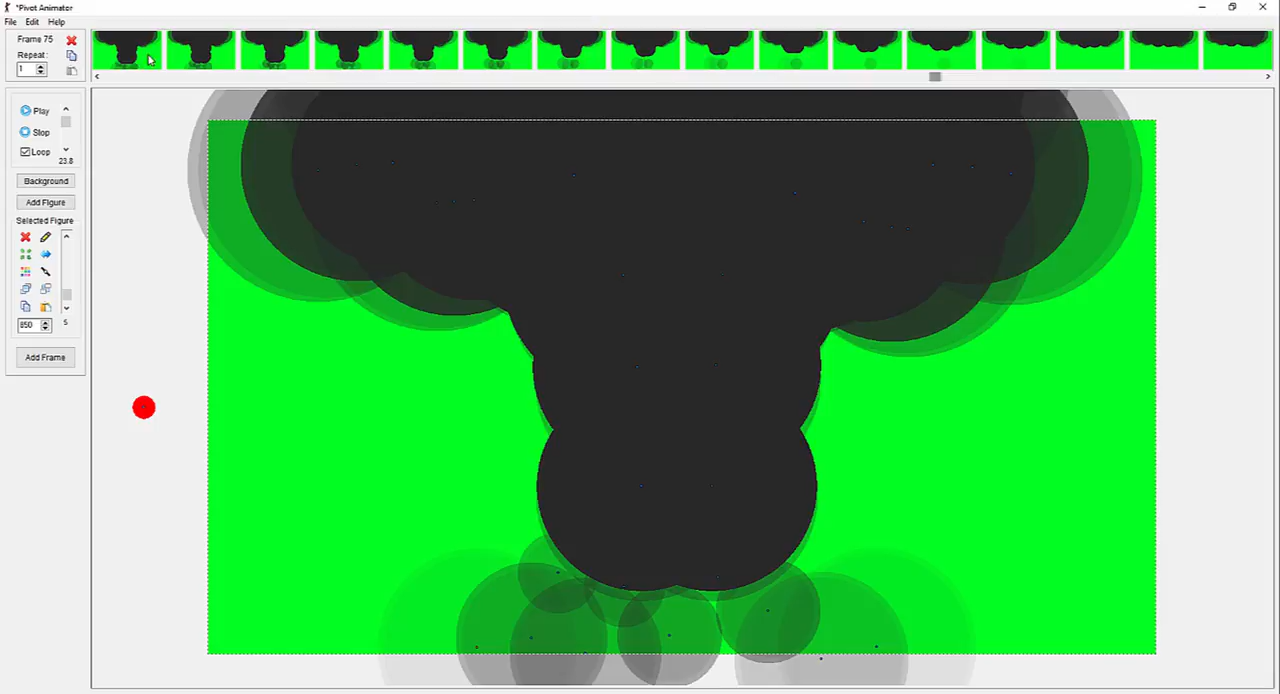 *Pivot Animator
File Edit Help
Frame 75
Repeat:
1
Play
Stop
Loop
23.8
Background
Add Figure
Selected Figure
850
s
Add Frame